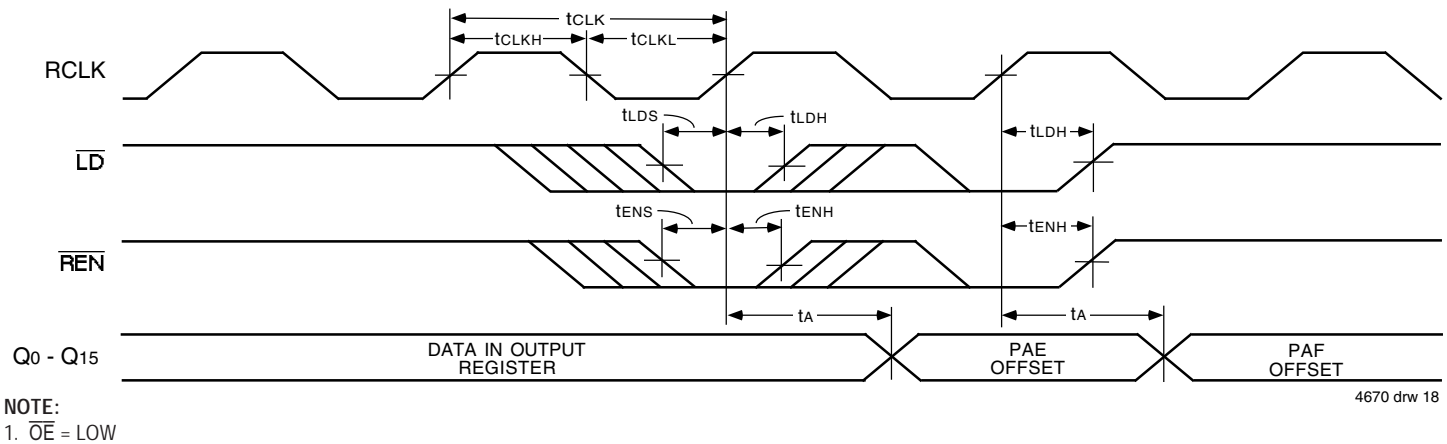 tCLK
tCLKH tCLKL
RCLK
tLDS tLDH tLDH
LD
tENS tENH tENH
REN
tA tA
Q0 - Q15
DATA IN OUTPUT
REGISTER
PAE
OFFSET
PAF
OFFSET
4670 drw 18
NOTE:
1. OE = LOW